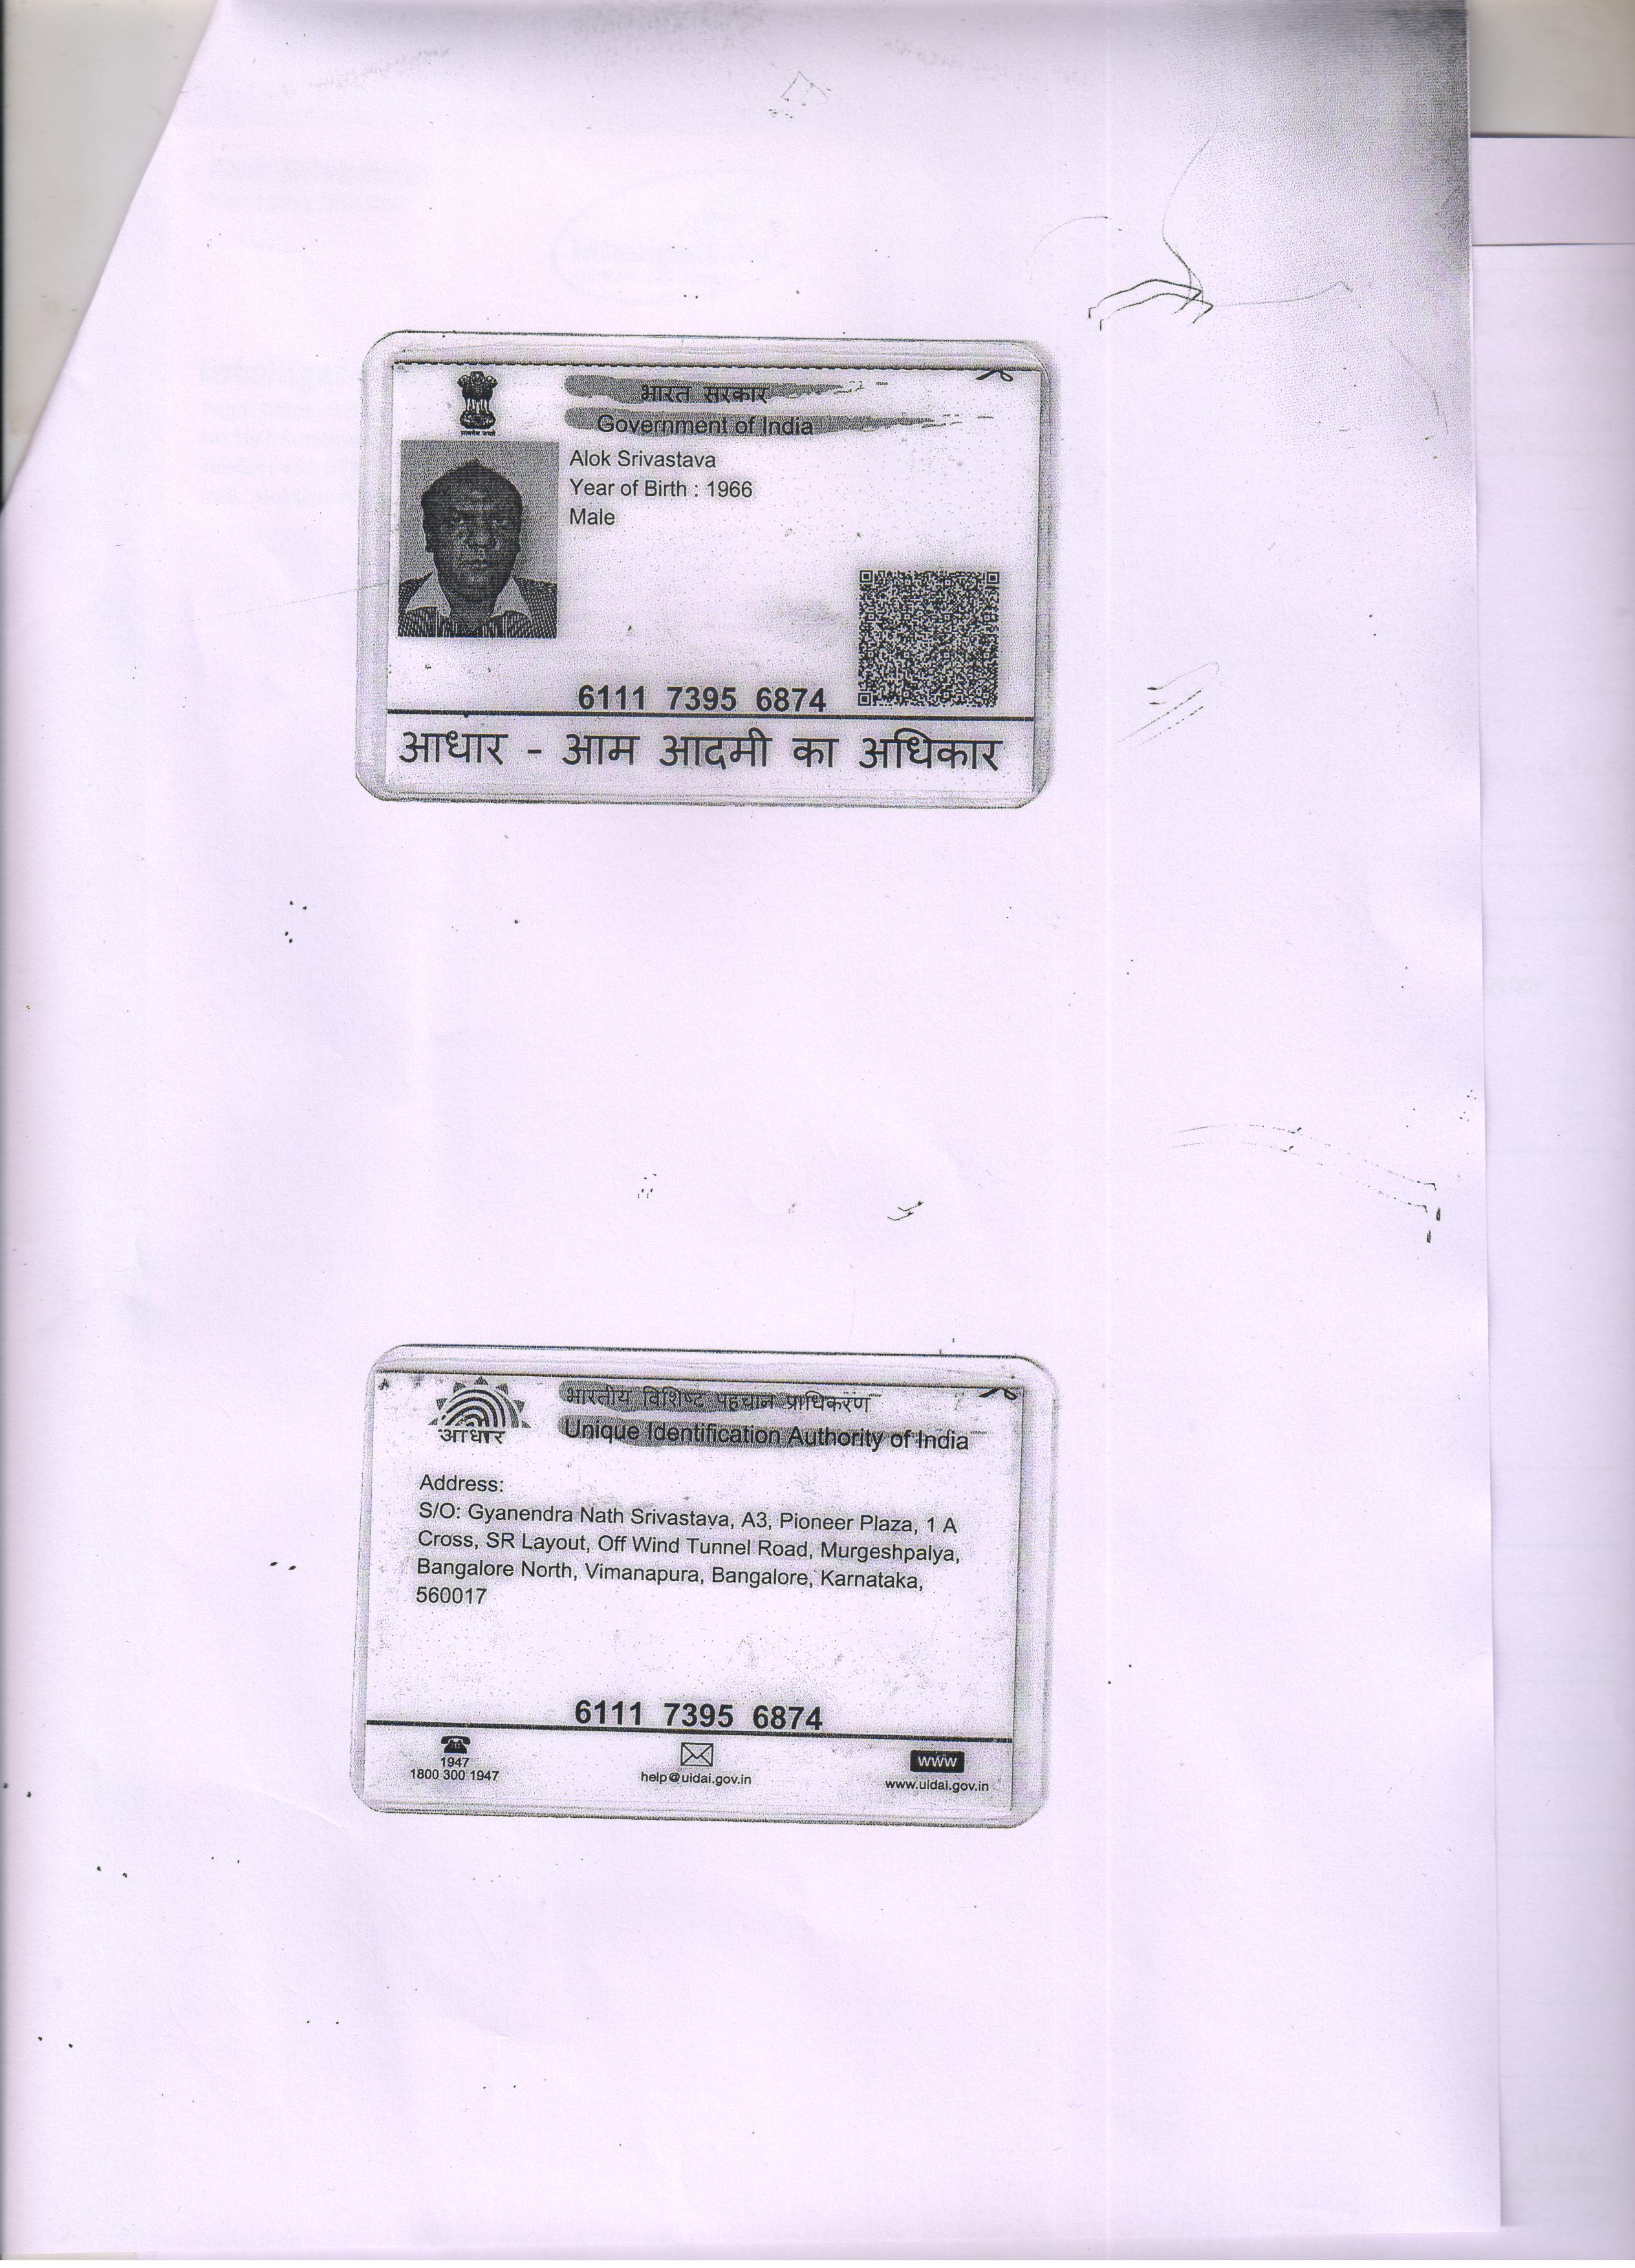 भारत सरकार
Government of India
Alok Srivastava
Year of Birth : 1966
Male
6111 7395 6874
आधार - आम आदमी का अधिकार
भारतीय विशिष्ट पहचान प्राधिकरण
Unique Identification Authority of India
आधार
Address:
S/O: Gyanendra Nath Srivastava, A3, Pioneer Plaza, 1 A
Cross, SR Layout, Off Wind Tunnel Road, Murgeshpalya,
Bangalore North, Vimanapura, Bangalore, Karnataka,
560017
6111 7395 6874
1947
1800 300 1947
help@uidai.gov.in
www
www.uidai.gov.in